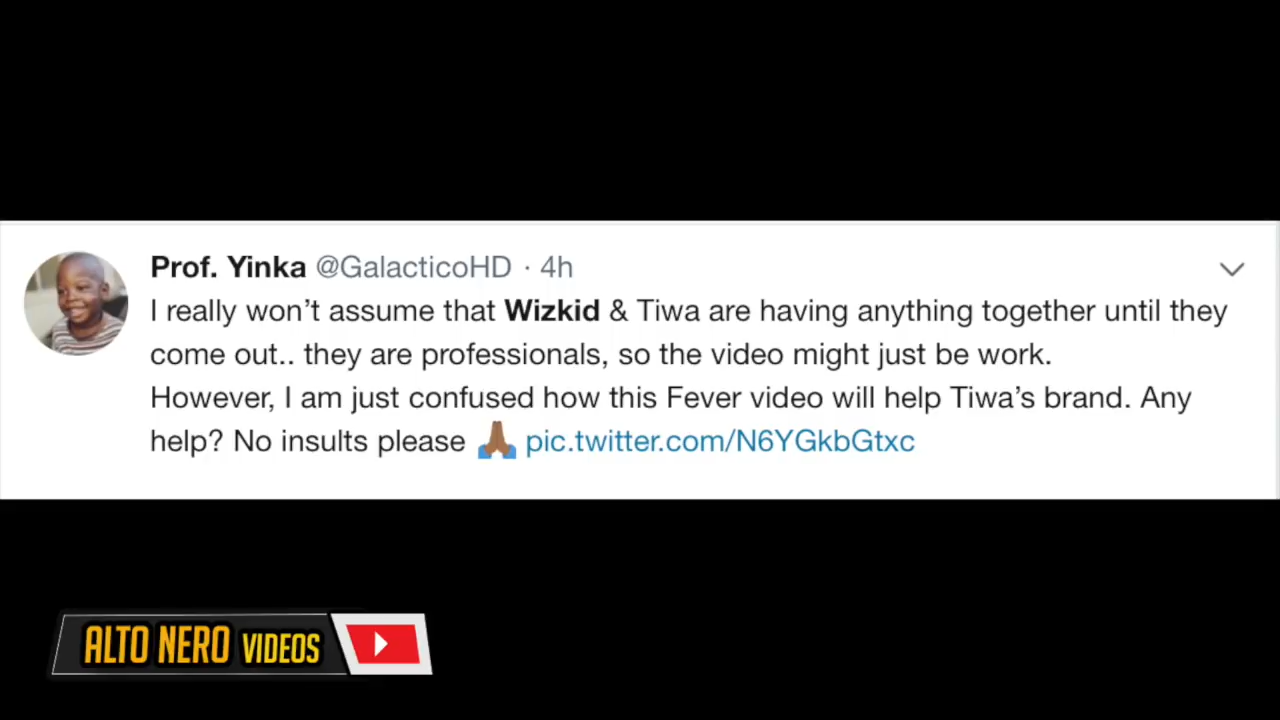 Prof. Yinka @GalacticoHD · 4h
I really won’t assume that Wizkid & Tiwa are having anything together until they
come out.. they are professionals, so the video might just be work.
However, I am just confused how this Fever video will help Tiwa’s brand. Any
help? No insults please 🙏🏾 pic.twitter.com/N6YGkbGtxc
ALTO NERO VIDEOS